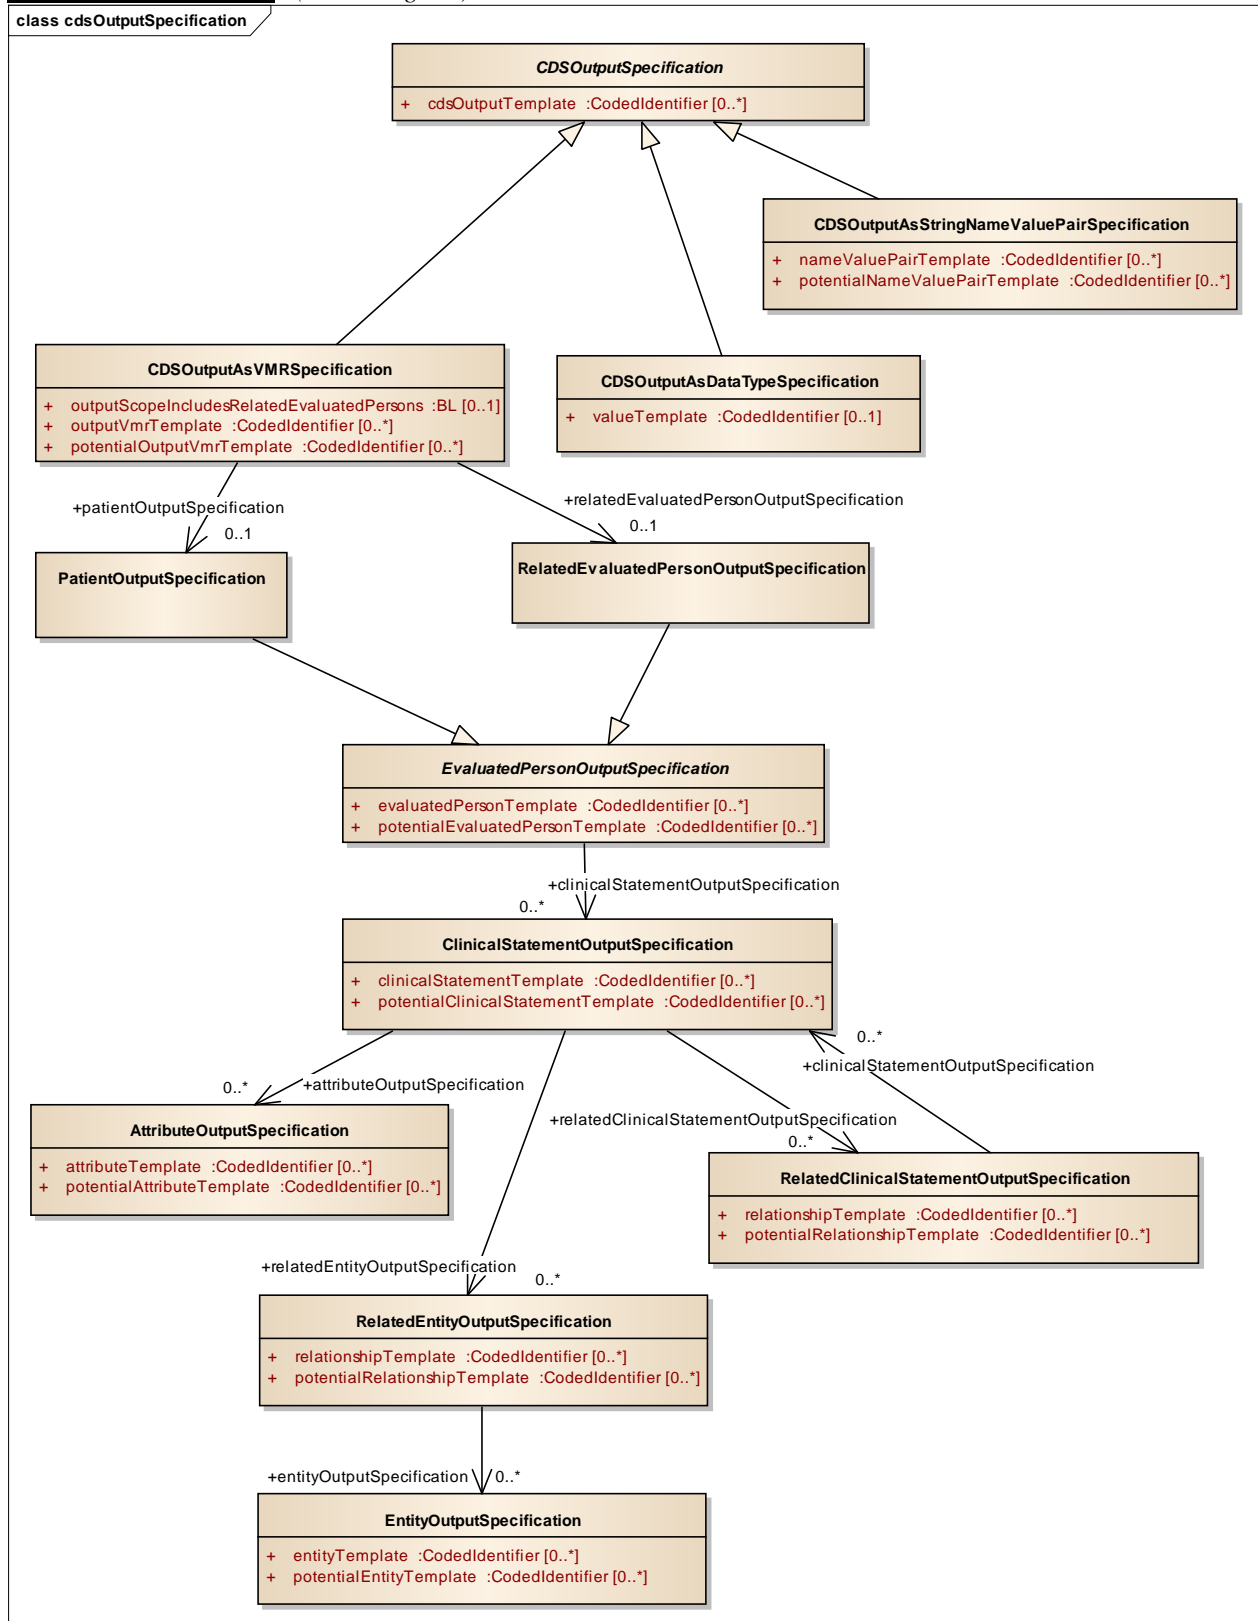 class cdsOutputSpecification
CDSOutputSpecification
+ cdsOutputTemplate :CodedIdentifier [0..*]
CDSOutputAsStringNameValuePairSpecification
+ nameValuePairTemplate :CodedIdentifier [0..*]
+ potentialNameValuePairTemplate :CodedIdentifier [0..*]
CDSOutputAsVMRSpecification
+ outputScopeIncludesRelatedEvaluatedPersons :BL [0..1]
+ outputVmrTemplate :CodedIdentifier [0..*]
+ potentialOutputVmrTemplate :CodedIdentifier [0..*]
CDSOutputAsDataTypeSpecification
+ valueTemplate :CodedIdentifier [0..1]
+patientOutputSpecification
0..1
+relatedEvaluatedPersonOutputSpecification
0..1
PatientOutputSpecification
RelatedEvaluatedPersonOutputSpecification
EvaluatedPersonOutputSpecification
+ evaluatedPersonTemplate :CodedIdentifier [0..*]
+ potentialEvaluatedPersonTemplate :CodedIdentifier [0..*]
+clinicalStatementOutputSpecification
0..*
ClinicalStatementOutputSpecification
+ clinicalStatementTemplate :CodedIdentifier [0..*]
+ potentialClinicalStatementTemplate :CodedIdentifier [0..*]
0..*
+clinicalStatementOutputSpecification
0..*
+attributeOutputSpecification
+relatedClinicalStatementOutputSpecification
0..*
AttributeOutputSpecification
+ attributeTemplate :CodedIdentifier [0..*]
+ potentialAttributeTemplate :CodedIdentifier [0..*]
RelatedClinicalStatementOutputSpecification
+ relationshipTemplate :CodedIdentifier [0..*]
+ potentialRelationshipTemplate :CodedIdentifier [0..*]
+relatedEntityOutputSpecification
0..*
RelatedEntityOutputSpecification
+ relationshipTemplate :CodedIdentifier [0..*]
+ potentialRelationshipTemplate :CodedIdentifier [0..*]
+entityOutputSpecification
0..*
EntityOutputSpecification
+ entityTemplate :CodedIdentifier [0..*]
+ potentialEntityTemplate :CodedIdentifier [0..*]